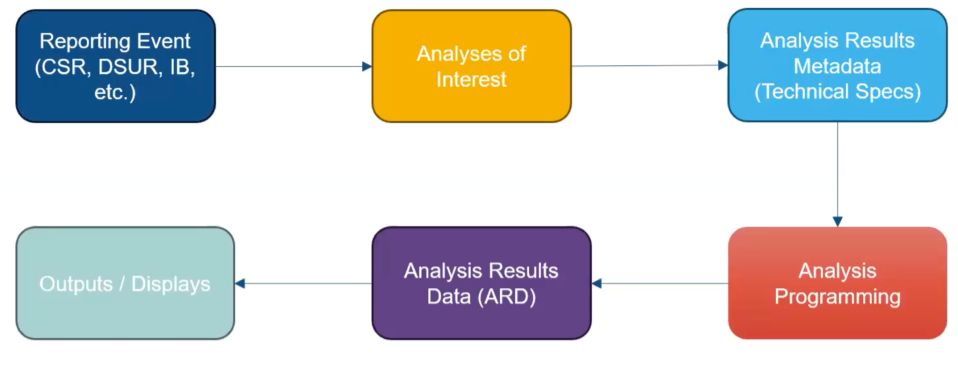 Reporting Event
(CSR, DSUR, IB,
etc.)
Analyses of
Interest
Analysis Results
Metadata
(Technical Specs)
Analysis
Programming
Analysis Results
Data (ARD)
Outputs / Displays